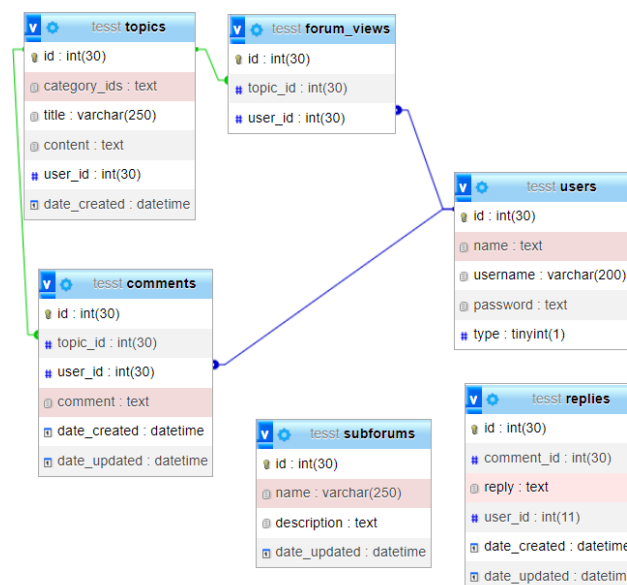 tesst topics
id : int(30)
category_ids : text
title : varchar(250)
content : text
user_id : int(30)
date_created : datetime
tesst forum_views
id : int(30)
topic_id : int(30)
user_id : int(30)
tesst users
id : int(30)
name : text
username : varchar(200)
password : text
type : tinyint(1)
tesst comments
id : int(30)
topic_id : int(30)
user_id : int(30)
comment : text
date_created : datetime
date_updated : datetime
tesst subforums
id : int(30)
name : varchar(250)
description : text
date_updated : datetime
tesst replies
id : int(30)
comment_id : int(30)
reply : text
user_id : int(11)
date_created : datetime
date_updated : datetime